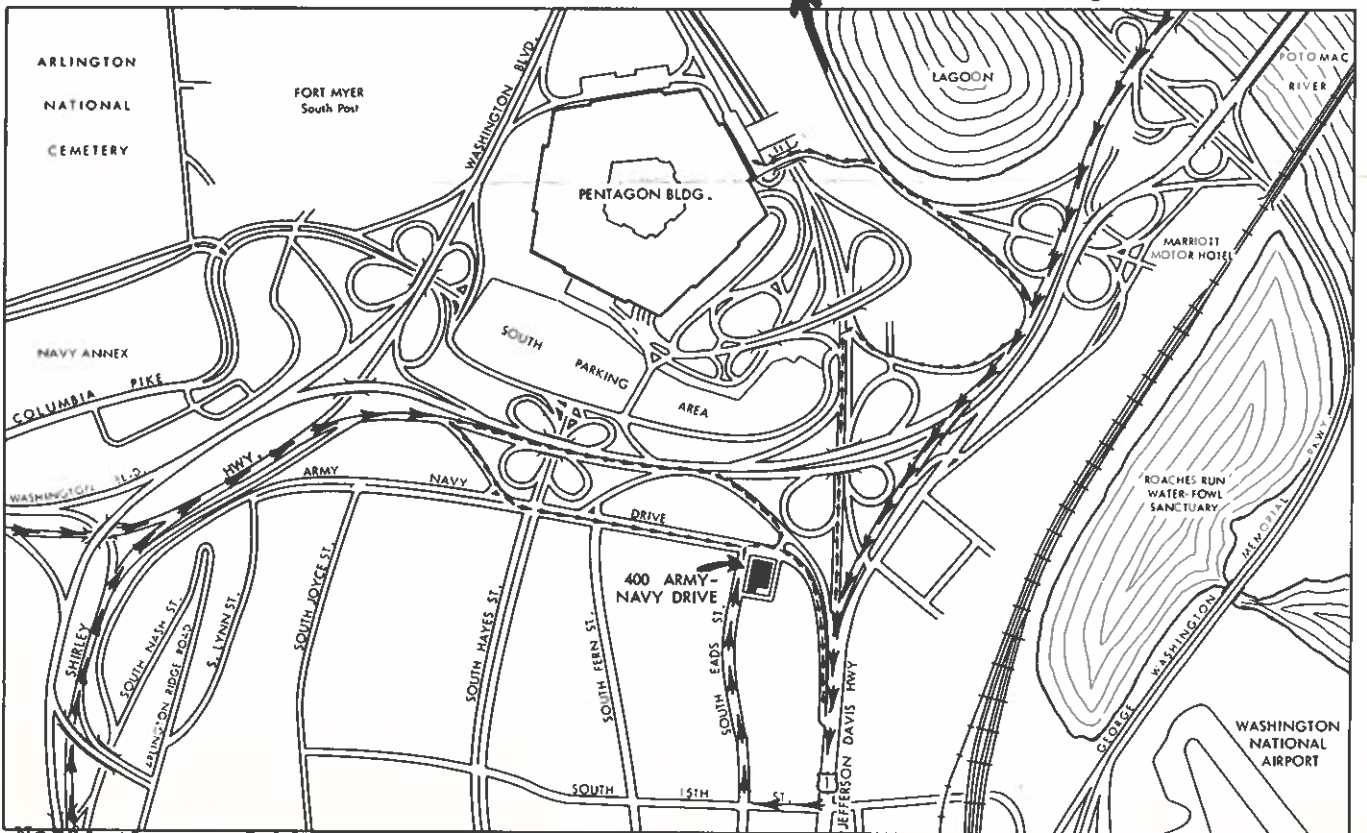 ARLINGTON
NATIONAL
CEMETERY
FORT MYER
South Post
WASHINGTON BLVD.
LAGOON
POTOMAC
RIVER
PENTAGON BLDG.
MARRIOTT
MOTOR HOTEL
NAVY ANNEX
COLUMBIA PIKE
SOUTH PARKING AREA
WASHINGTON BLVD.
SHIRLEY HWY.
ARMY NAVY DRIVE
ROACHES RUN
WATER-FOWL
SANCTUARY
400 ARMY-
NAVY DRIVE
SOUTH NASH ST.
ARLINGTON RIDGE ROAD
S. LYNN ST.
SOUTH JOYCE ST.
SOUTH HAYES ST.
SOUTH FERN ST.
SOUTH EADS ST.
JEFFERSON DAVIS HWY
1
SOUTH 15TH ST.
GEORGE WASHINGTON MEMORIAL PKWY
WASHINGTON
NATIONAL
AIRPORT